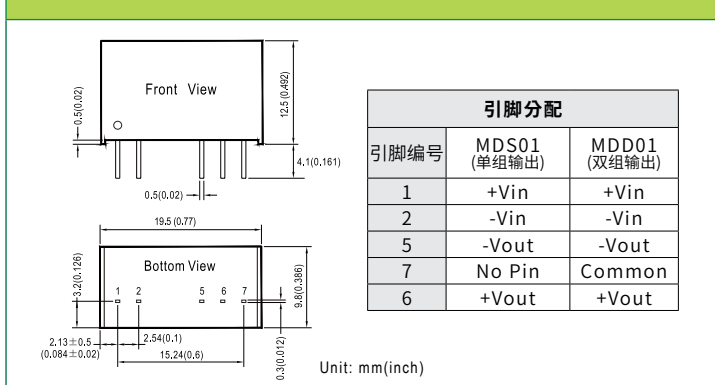 Front View
0.5(0.02)
12.5 (0.492)
4.1(0.161)
0.5(0.02)
19.5 (0.77)
Bottom View
3.2(0.126)
1 2 5 6 7
9.8(0.386)
2.13±0.5
(0.084±0.02)
2.54(0.1)
15.24(0.6)
0.3(0.012)
Unit: mm(inch)
引脚分配
引脚编号 MDS01 MDD01
(单组输出) (双组输出)
1 +Vin +Vin
2 -Vin -Vin
5 -Vout -Vout
7 No Pin Common
6 +Vout +Vout